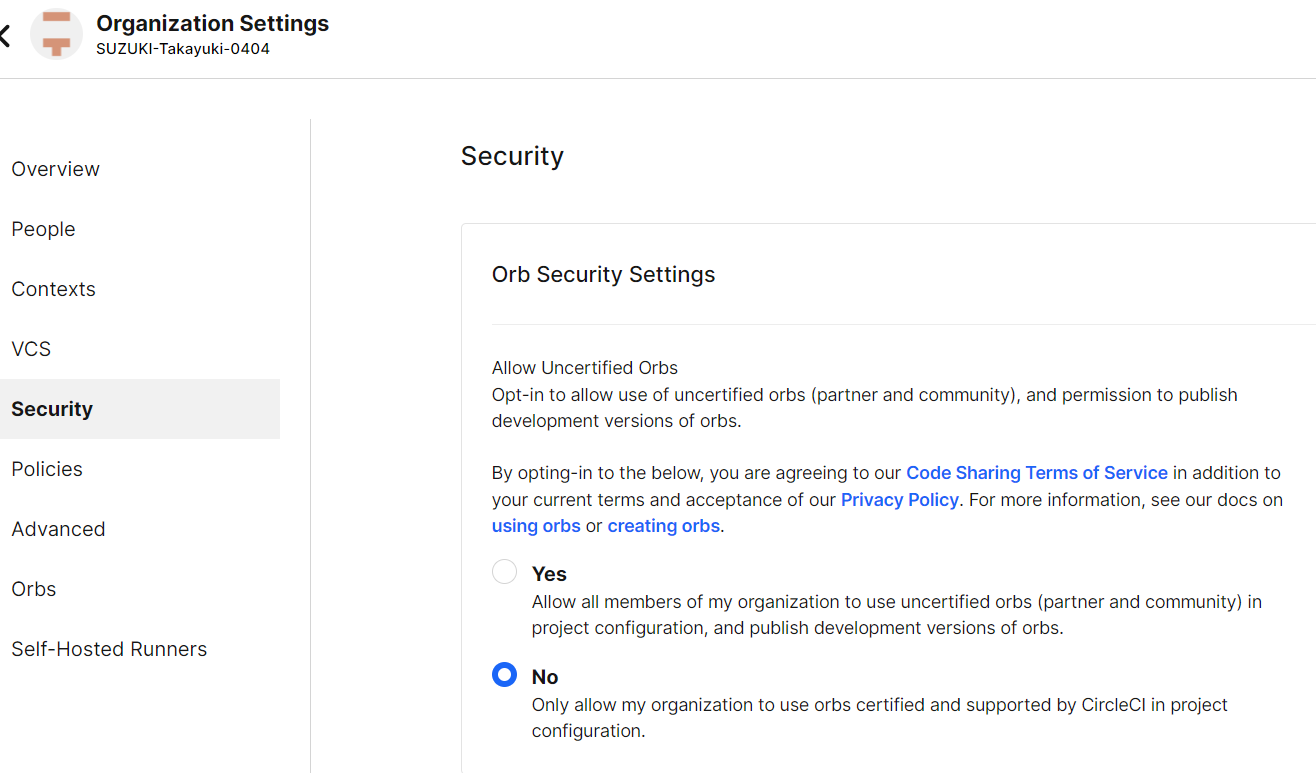 Organization Settings
SUZUKI-Takayuki-0404
Overview
People
Contexts
VCS
Security
Policies
Advanced
Orbs
Self-Hosted Runners
Security
Orb Security Settings
Allow Uncertified Orbs
Opt-in to allow use of uncertified orbs (partner and community), and permission to publish
development versions of orbs.
By opting-in to the below, you are agreeing to our Code Sharing Terms of Service in addition to
your current terms and acceptance of our Privacy Policy. For more information, see our docs on
using orbs or creating orbs.
Yes
Allow all members of my organization to use uncertified orbs (partner and community) in
project configuration, and publish development versions of orbs.
No
Only allow my organization to use orbs certified and supported by CircleCI in project
configuration.